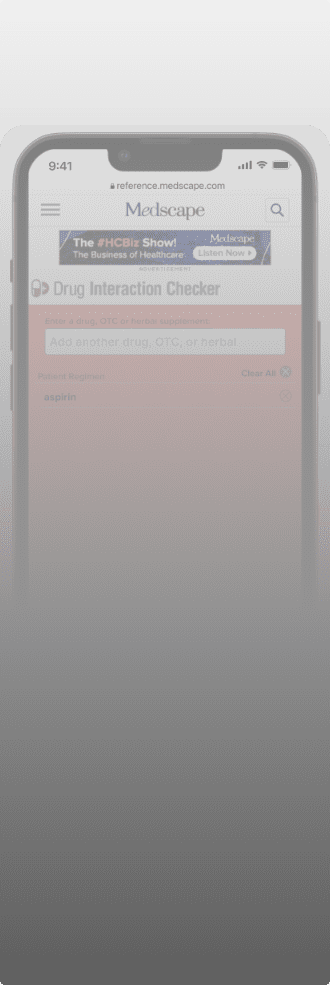 9:41
reference.medscape.com
Medscape
The #HCBiz Show!
Medscape
The Business of Healthcare
Listen Now
ADVERTISEMENT
Drug Interaction Checker
Enter a drug, OTC or herbal supplement:
Add another drug, OTC, or herbal
Patient Regimen
Clear All
aspirin